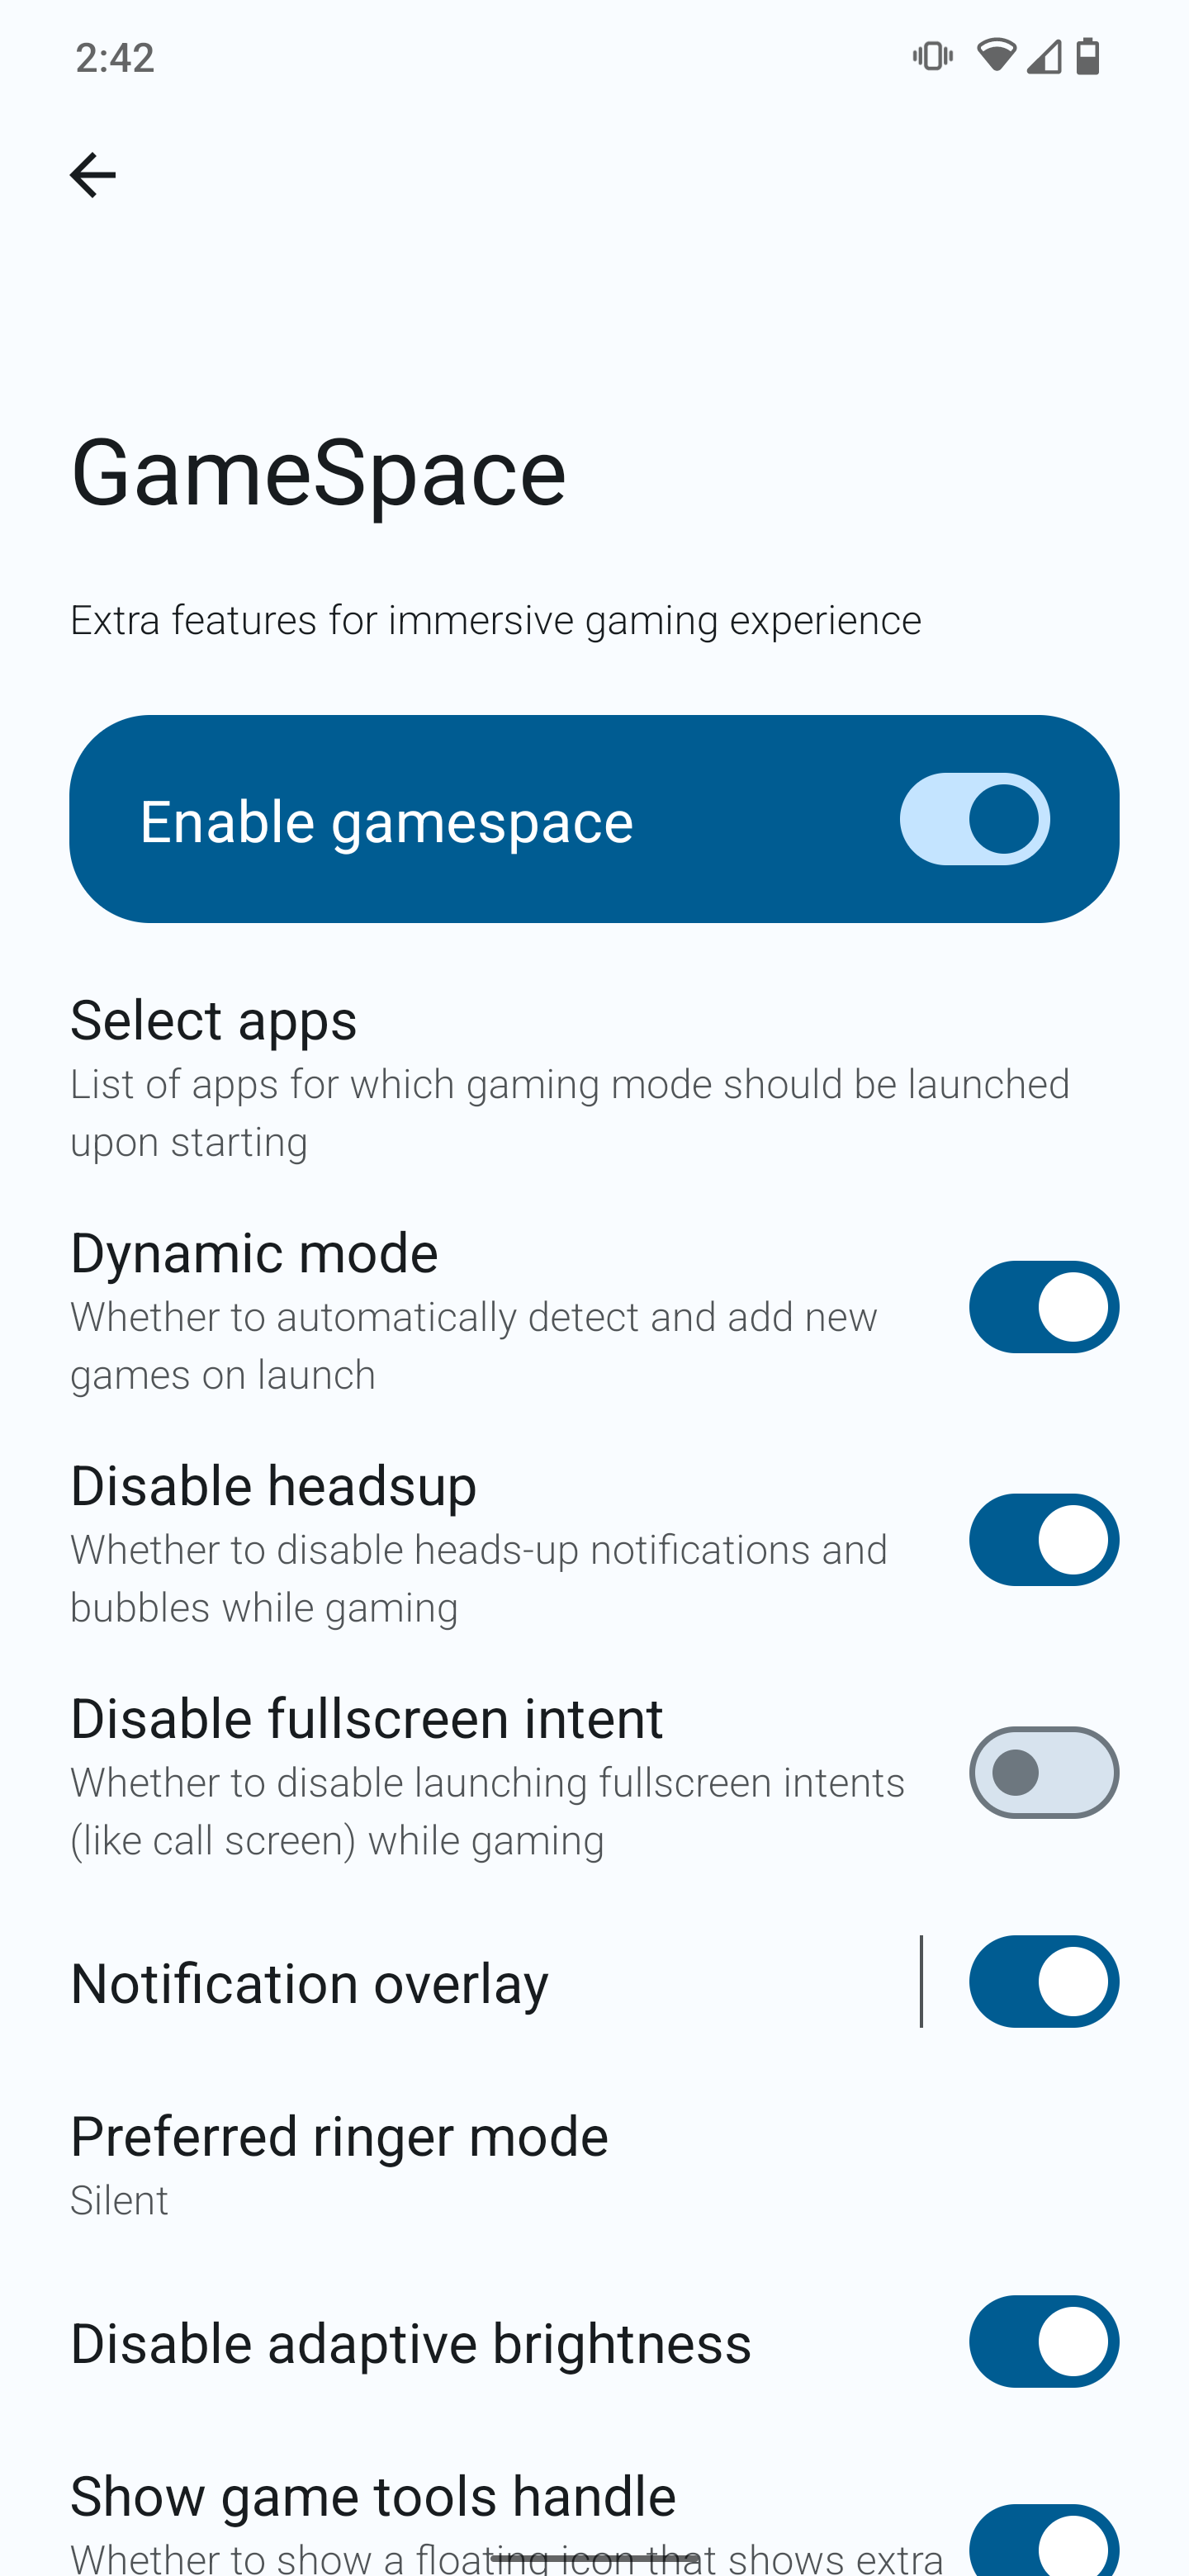 2:42
GameSpace
Extra features for immersive gaming experience
Enable gamespace
Select apps
List of apps for which gaming mode should be launched
upon starting
Dynamic mode
Whether to automatically detect and add new
games on launch
Disable headsup
Whether to disable heads-up notifications and
bubbles while gaming
Disable fullscreen intent
Whether to disable launching fullscreen intents
(like call screen) while gaming
Notification overlay
Preferred ringer mode
Silent
Disable adaptive brightness
Show game tools handle
Whether to show a floating icon that shows extra